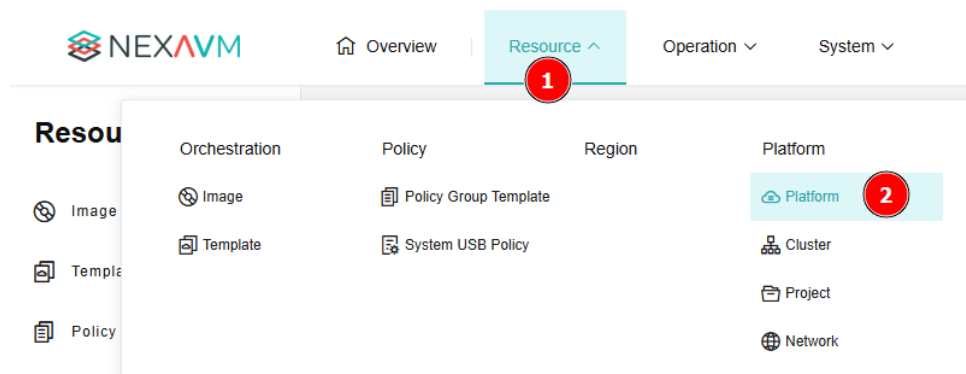 NEXAVM
Overview
Resource
Operation
System
1
Resou
Orchestration
Policy
Region
Platform
Image
Image
Policy Group Template
Platform
2
Templa
Template
System USB Policy
Cluster
Project
Policy
Network